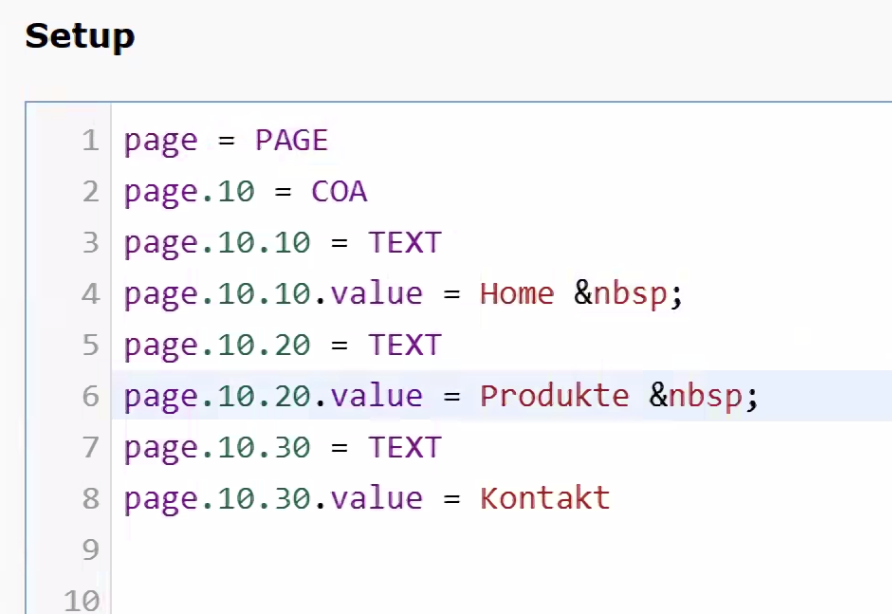 Setup
1 page = PAGE
2 page.10 = COA
3 page.10.10 = TEXT
4 page.10.10.value = Home &nbsp;
5 page.10.20 = TEXT
6 page.10.20.value = Produkte &nbsp;
7 page.10.30 = TEXT
8 page.10.30.value = Kontakt
9
10